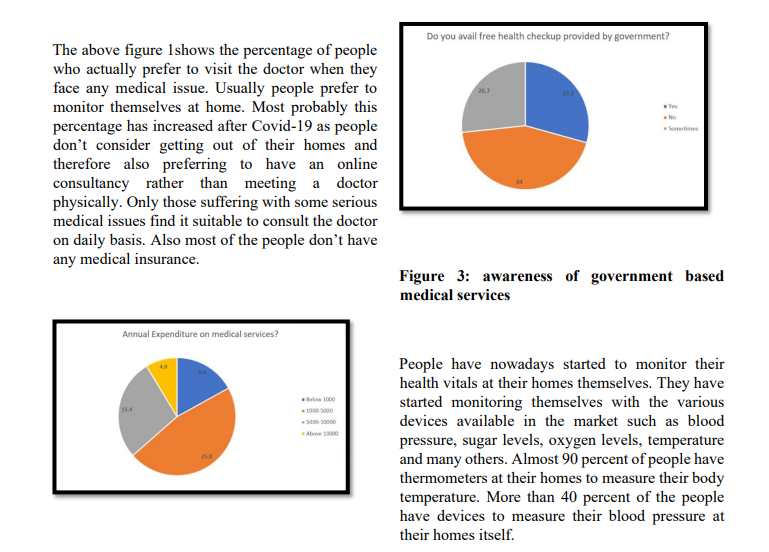 The above figure 1shows the percentage of people
who actually prefer to visit the doctor when they
face any medical issue. Usually people prefer to
monitor themselves at home. Most probably this
percentage has increased after Covid-19 as people
don’t consider getting out of their homes and
therefore also preferring to have an online
consultancy rather than meeting a doctor
physically. Only those suffering with some serious
medical issues find it suitable to consult the doctor
on daily basis. Also most of the people don’t have
any medical insurance.
Annual Expenditure on medical services?
4.8
15.8
Below 1000
1000-5000
5000-10000
Above 10000
Do you avail free health checkup provided by government?
26.7
29.3
44
Yes
No
Sometimes
Figure 3: awareness of government based
medical services
People have nowadays started to monitor their
health vitals at their homes themselves. They have
started monitoring themselves with the various
devices available in the market such as blood
pressure, sugar levels, oxygen levels, temperature
and many others. Almost 90 percent of people have
thermometers at their homes to measure their body
temperature. More than 40 percent of the people
have devices to measure their blood pressure at
their homes itself.